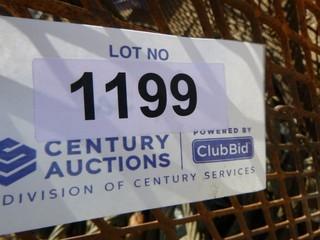 LOT NO
1199
CENTURY
AUCTIONS
POWERED BY
ClubBid
DIVISION OF CENTURY SERVICES